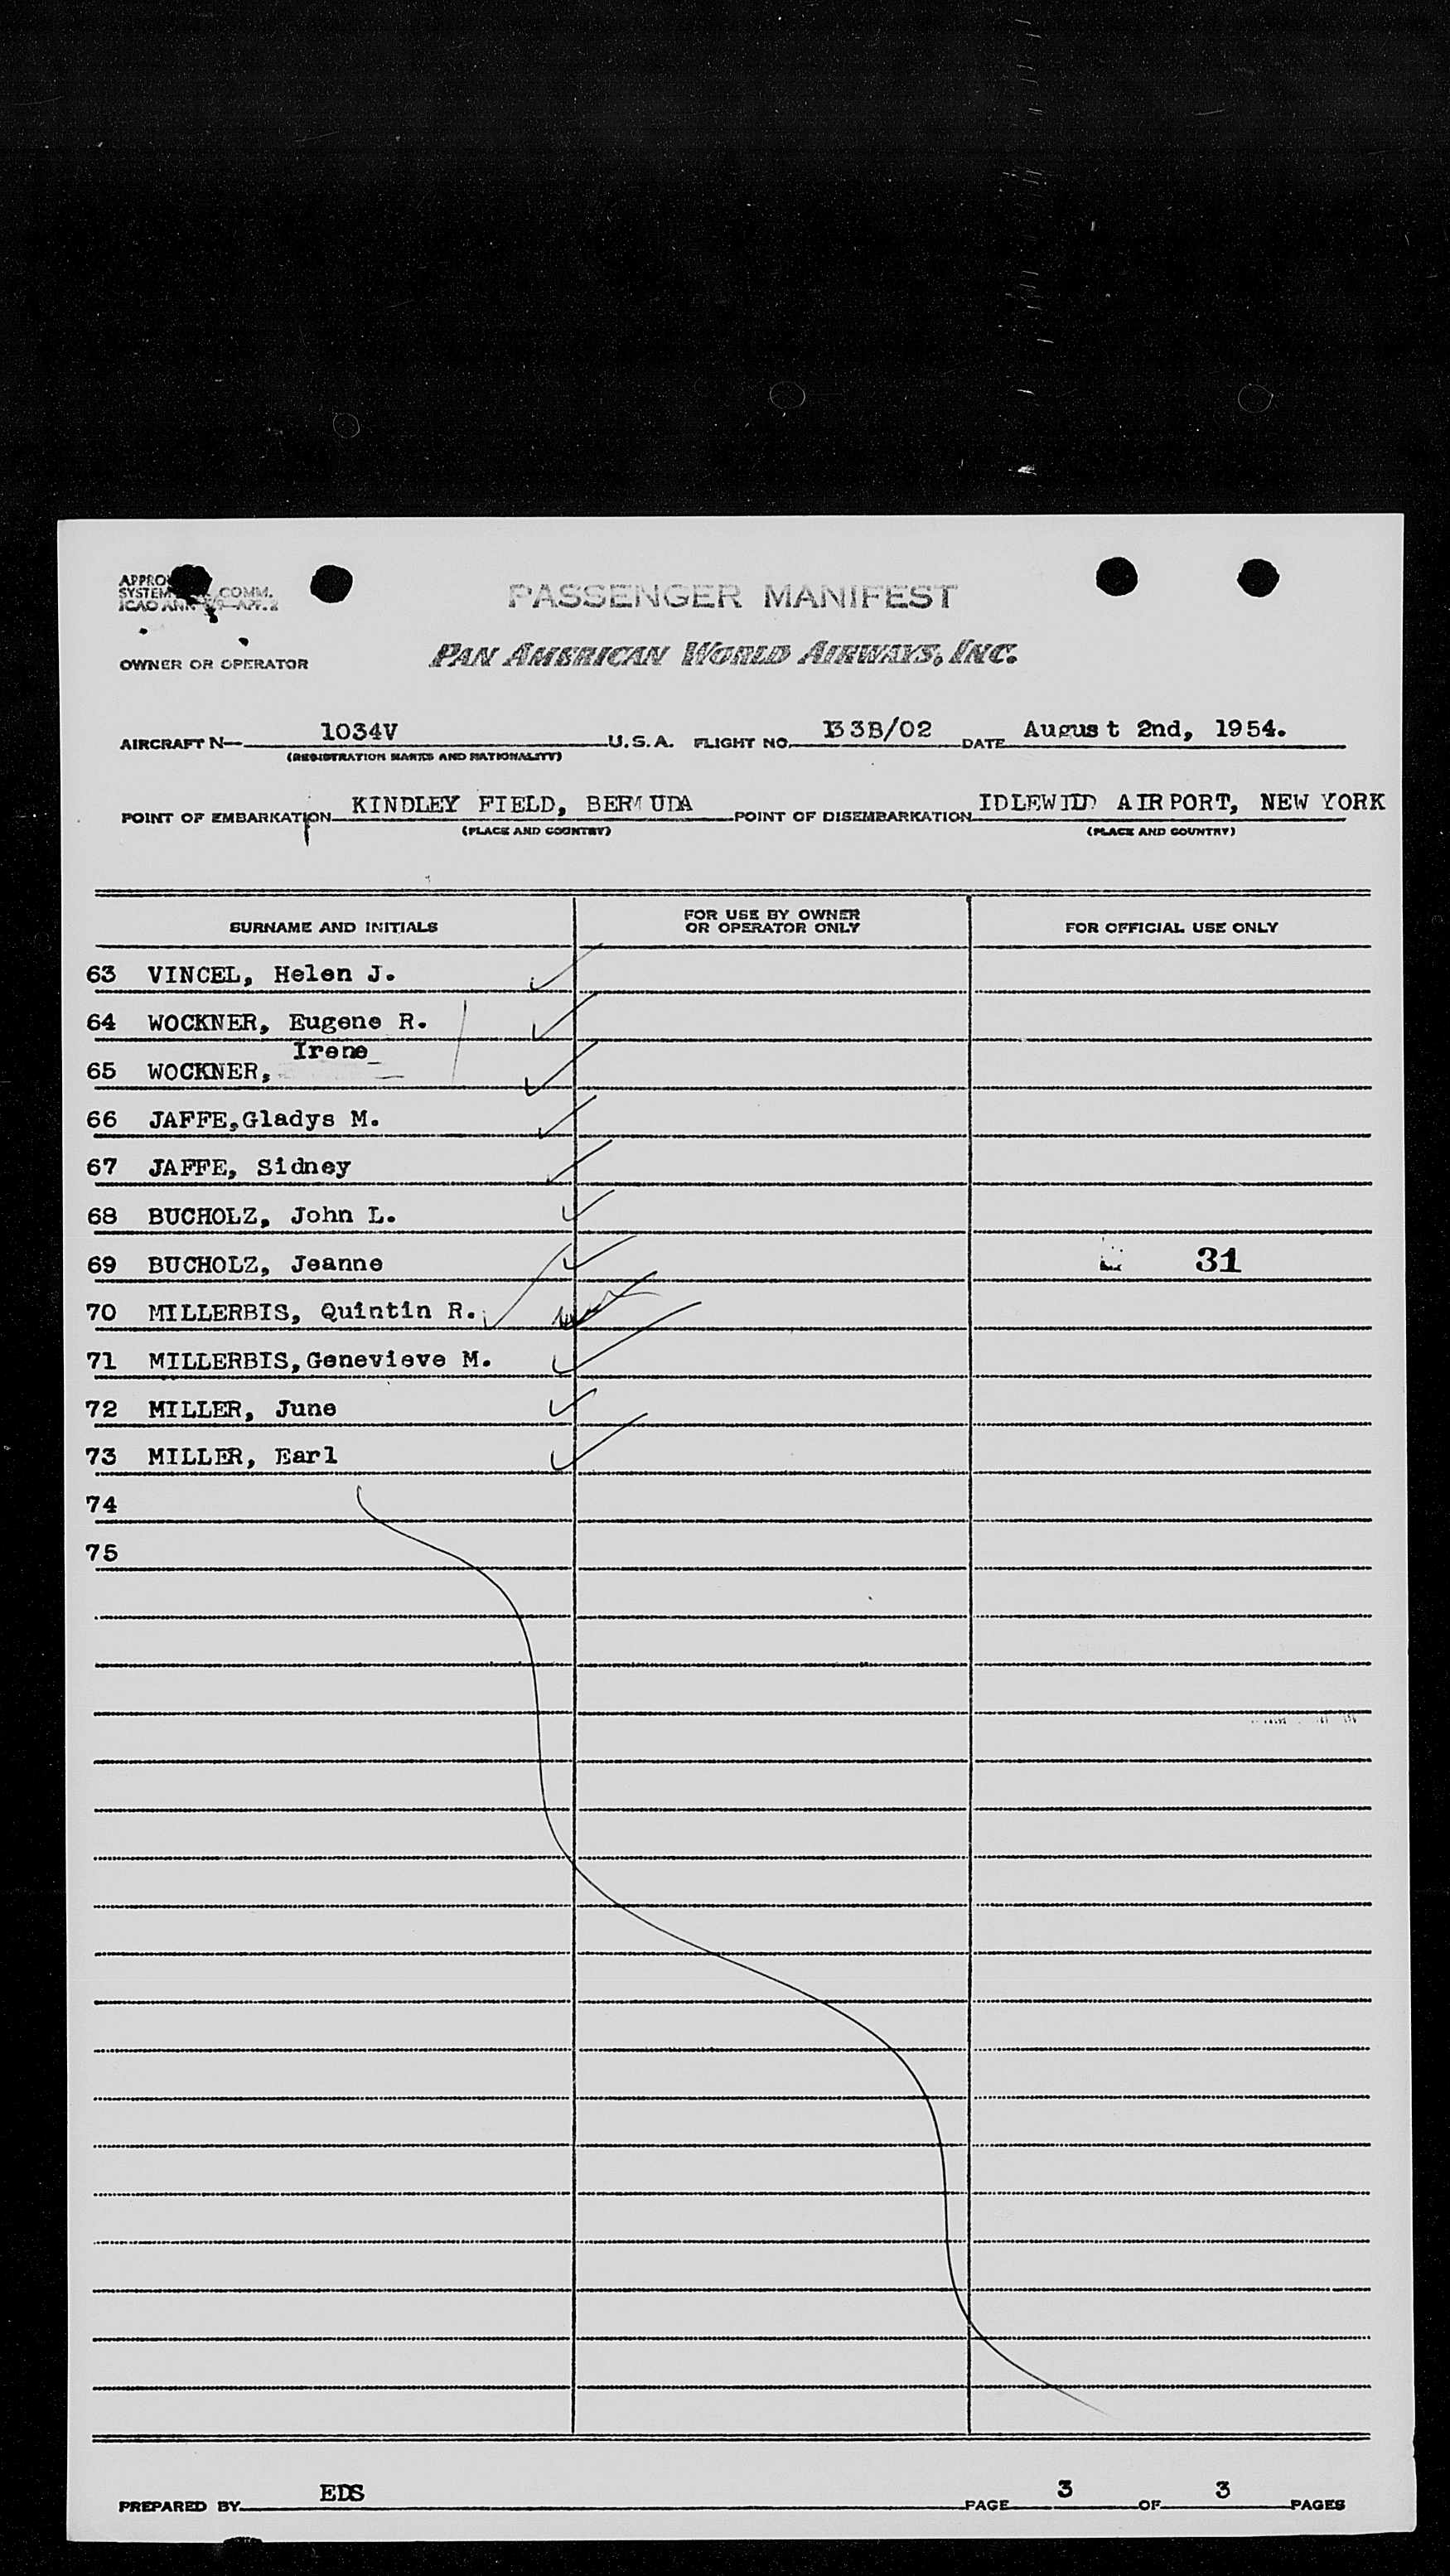 PASSENGER MANIFEST
PAN AMERICAN WORLD AIRWAYS, INC.
OWNER OR OPERATOR
AIRCRAFT N— 1034V U.S.A. FLIGHT NO. 33B/02 DATE August 2nd, 1954.
(REGISTRATION MARKS AND NATIONALITY)
POINT OF EMBARKATION KINDLEY FIELD, BERMUDA POINT OF DISEMBARKATION IDLEWILD AIRPORT, NEW YORK
(PLACE AND COUNTRY) (PLACE AND COUNTRY)
SURNAME AND INITIALS FOR USE BY OWNER OR OPERATOR ONLY FOR OFFICIAL USE ONLY
63 VINCEL, Helen J.
64 WOCKNER, Eugene R.
65 WOCKNER, Irene
66 JAFFE,Gladys M.
67 JAFFE, Sidney
68 BUCHOLZ, John L.
69 BUCHOLZ, Jeanne 31
70 MILLERBIS, Quintin R.
71 MILLERBIS,Genevieve M.
72 MILLER, June
73 MILLER, Earl
74
75
PREPARED BY EDS PAGE 3 OF 3 PAGES